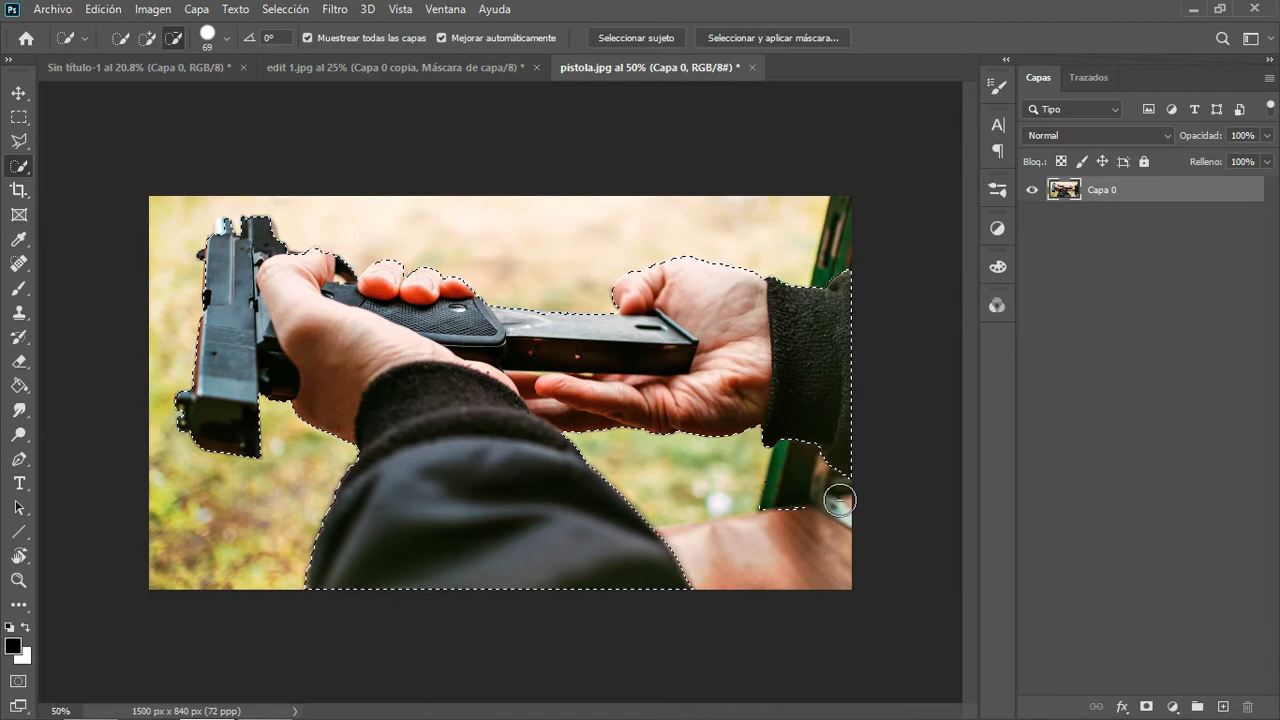 Ps Archivo Edición Imagen Capa Texto Selección Filtro 3D Vista Ventana Ayuda
69 0° Muestrear todas las capas Mejorar automáticamente Seleccionar sujeto Seleccionar y aplicar máscara...
Sin título-1 al 20.8% (Capa 0, RGB/8) * edit 1.jpg al 25% (Capa 0 copia, Máscara de capa/8) * pistola.jpg al 50% (Capa 0, RGB/8#) *
Capas Trazados
Tipo
Normal Opacidad: 100%
Bloq.: Relleno: 100%
Capa 0
50% 1500 px x 840 px (72 ppp)